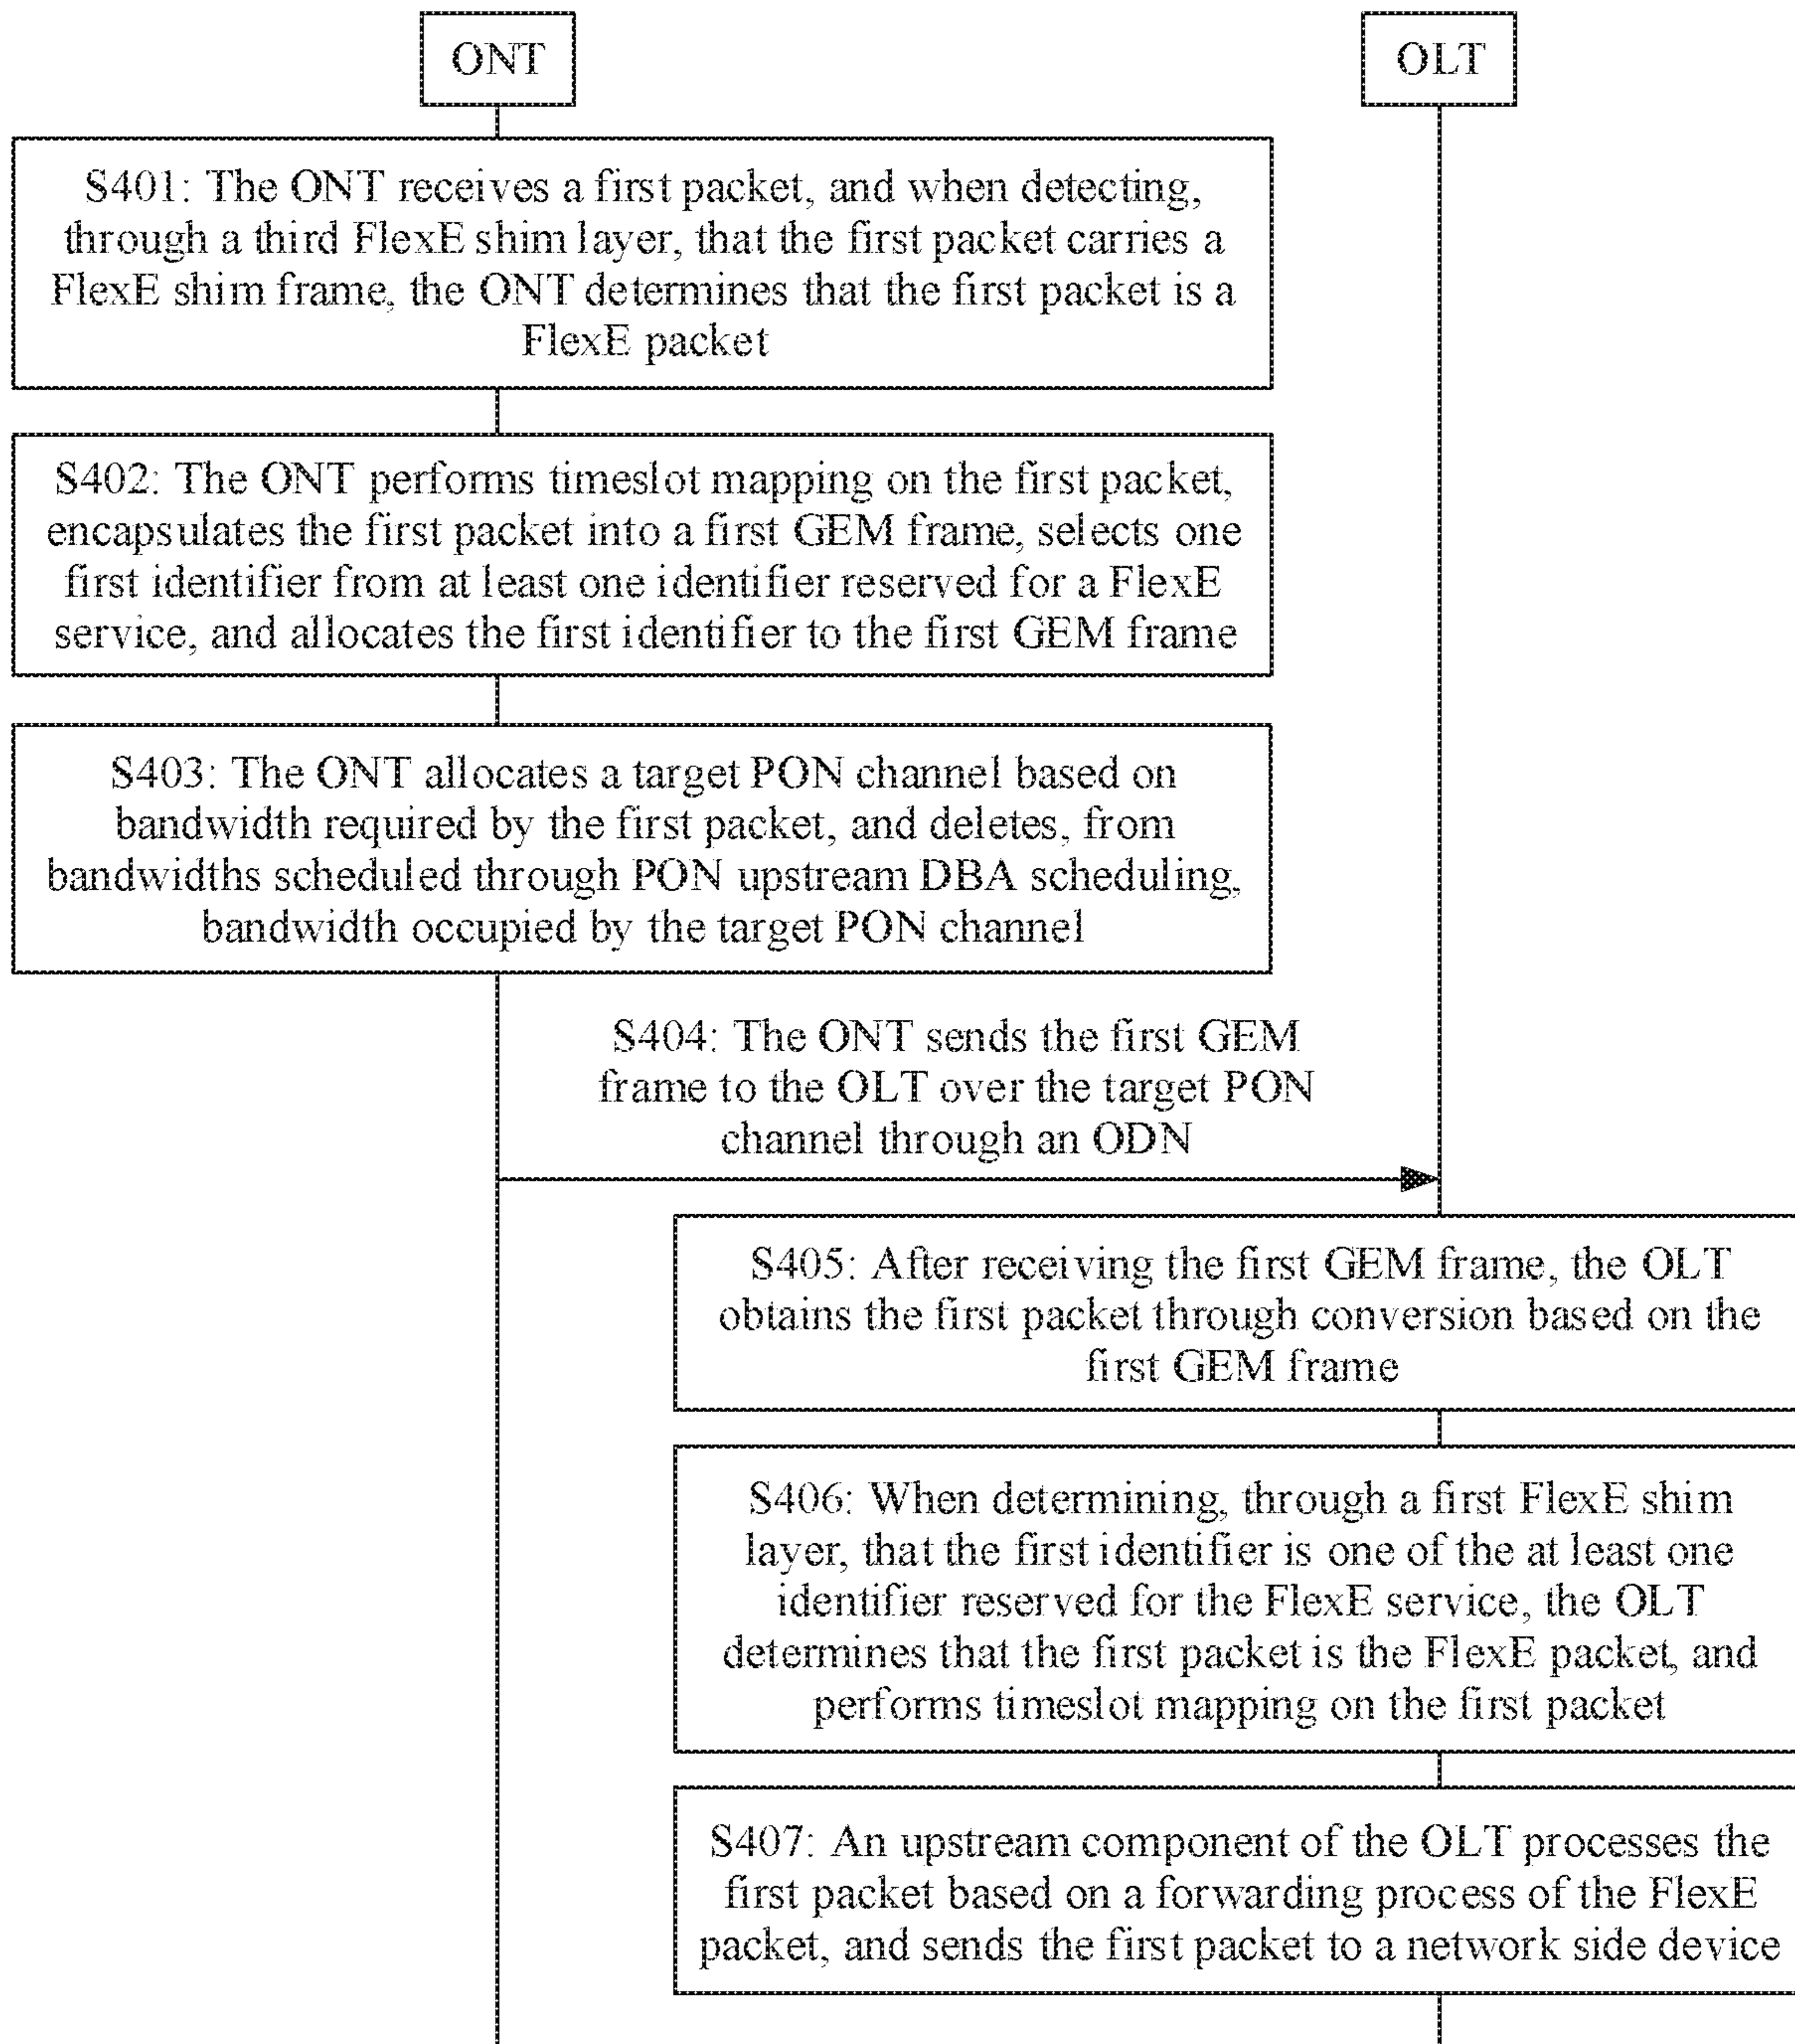 ONT
OLT
S401: The ONT receives a first packet, and when detecting,
through a third FlexE shim layer, that the first packet carries a
FlexE shim frame, the ONT determines that the first packet is a
FlexE packet
S402: The ONT performs timeslot mapping on the first packet,
encapsulates the first packet into a first GEM frame, selects one
first identifier from at least one identifier reserved for a FlexE
service, and allocates the first identifier to the first GEM frame
S403: The ONT allocates a target PON channel based on
bandwidth required by the first packet, and deletes, from
bandwidths scheduled through PON upstream DBA scheduling,
bandwidth occupied by the target PON channel
S404: The ONT sends the first GEM
frame to the OLT over the target PON
channel through an ODN
S405: After receiving the first GEM frame, the OLT
obtains the first packet through conversion based on the
first GEM frame
S406: When determining, through a first FlexE shim
layer, that the first identifier is one of the at least one
identifier reserved for the FlexE service, the OLT
determines that the first packet is the FlexE packet, and
performs timeslot mapping on the first packet
S407: An upstream component of the OLT processes the
first packet based on a forwarding process of the FlexE
packet, and sends the first packet to a network side device